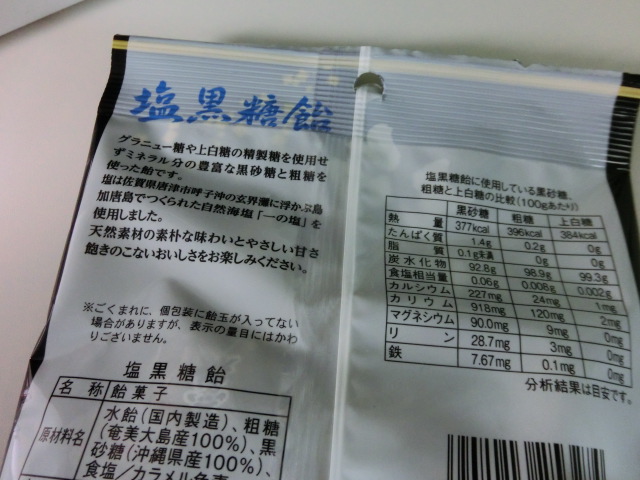 塩黒糖飴
グラニュー糖や上白糖の精製糖を使用せ
ずミネラル分の豊富な黒砂糖と粗糖を
使った飴です。
塩は佐賀県唐津市呼子沖の玄界灘に浮かぶ島
加唐島でつくられた自然海塩「一の塩」を
使用しました。
天然素材の素朴な味わいとやさしい甘さ
飽きのこないおいしさをお楽しみください。
※ごくまれに、個包装に飴玉が入ってない
場合がありますが、表示の量目にはかわ
りございません。
塩黒糖飴
名称 飴菓子
原材料名 水飴(国内製造)、粗糖
(奄美大島産100%)、黒
砂糖(沖縄県産100%)、
食塩/カラメル色素
塩黒糖飴に使用している黒砂糖、
粗糖と上白糖の比較(100gあたり)
黒砂糖 粗糖 上白糖
熱量 377kcal 396kcal 384kcal
たんぱく質 1.4g 0.2g 0g
脂質 0.1g未満 0g 0g
炭水化物 92.8g 98.9g 99.3g
食塩相当量 0.06g 0.008g 0.002g
カルシウム 227mg 24mg 1mg
カリウム 918mg 120mg 2mg
マグネシウム 90.0mg 9mg 0mg
リン 28.7mg 3mg 0mg
鉄 7.67mg 0.1mg 0mg
分析結果は目安です。